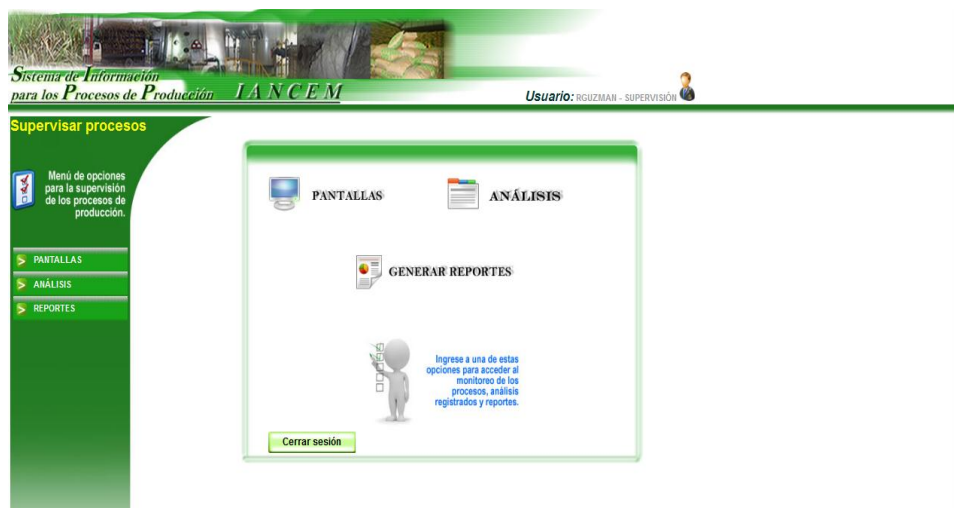 Sistema de Información
para los Procesos de Producción IANCEM
Usuario: RGUZMAN - SUPERVISIÓN
Supervisar procesos
Menú de opciones
para la supervisión
de los procesos de
producción.
PANTALLAS
ANÁLISIS
REPORTES
PANTALLAS
ANÁLISIS
GENERAR REPORTES
Ingrese a una de estas
opciones para acceder al
monitoreo de los
procesos, análisis
registrados y reportes.
Cerrar sesión